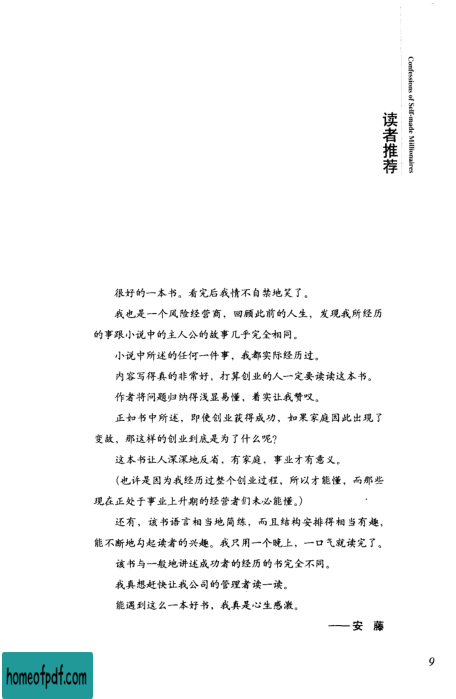 Confessions of Self-made Millionaires
读者推荐
很好的一本书。看完后我情不自禁地笑了。
我也是一个风险经营商，回顾此前的人生，发现我所经历
的事跟小说中的主人公的故事几乎完全相同。
小说中所述的任何一件事，我都实际经历过。
内容写得真的非常好，打算创业的人一定要读读这本书。
作者将问题归纳得浅显易懂，着实让我赞叹。
正如书中所述，即使创业获得成功，如果家庭因此出现了
变故，那这样的创业到底是为了什么呢？
这本书让人深深地反省，有家庭，事业才有意义。
（也许是因为我经历过整个创业过程，所以才能懂，而那些
现在正处于事业上升期的经营者们未必能懂。）
还有，该书语言相当地简练，而且结构安排得相当有趣，
能不断地勾起读者的兴趣。我只用一个晚上，一口气就读完了。
该书与一般地讲述成功者的经历的书完全不同。
我真想赶快让我公司的管理者读一读。
能遇到这么一本好书，我真是心生感激。
——安 藤
9
homeofpdf.com